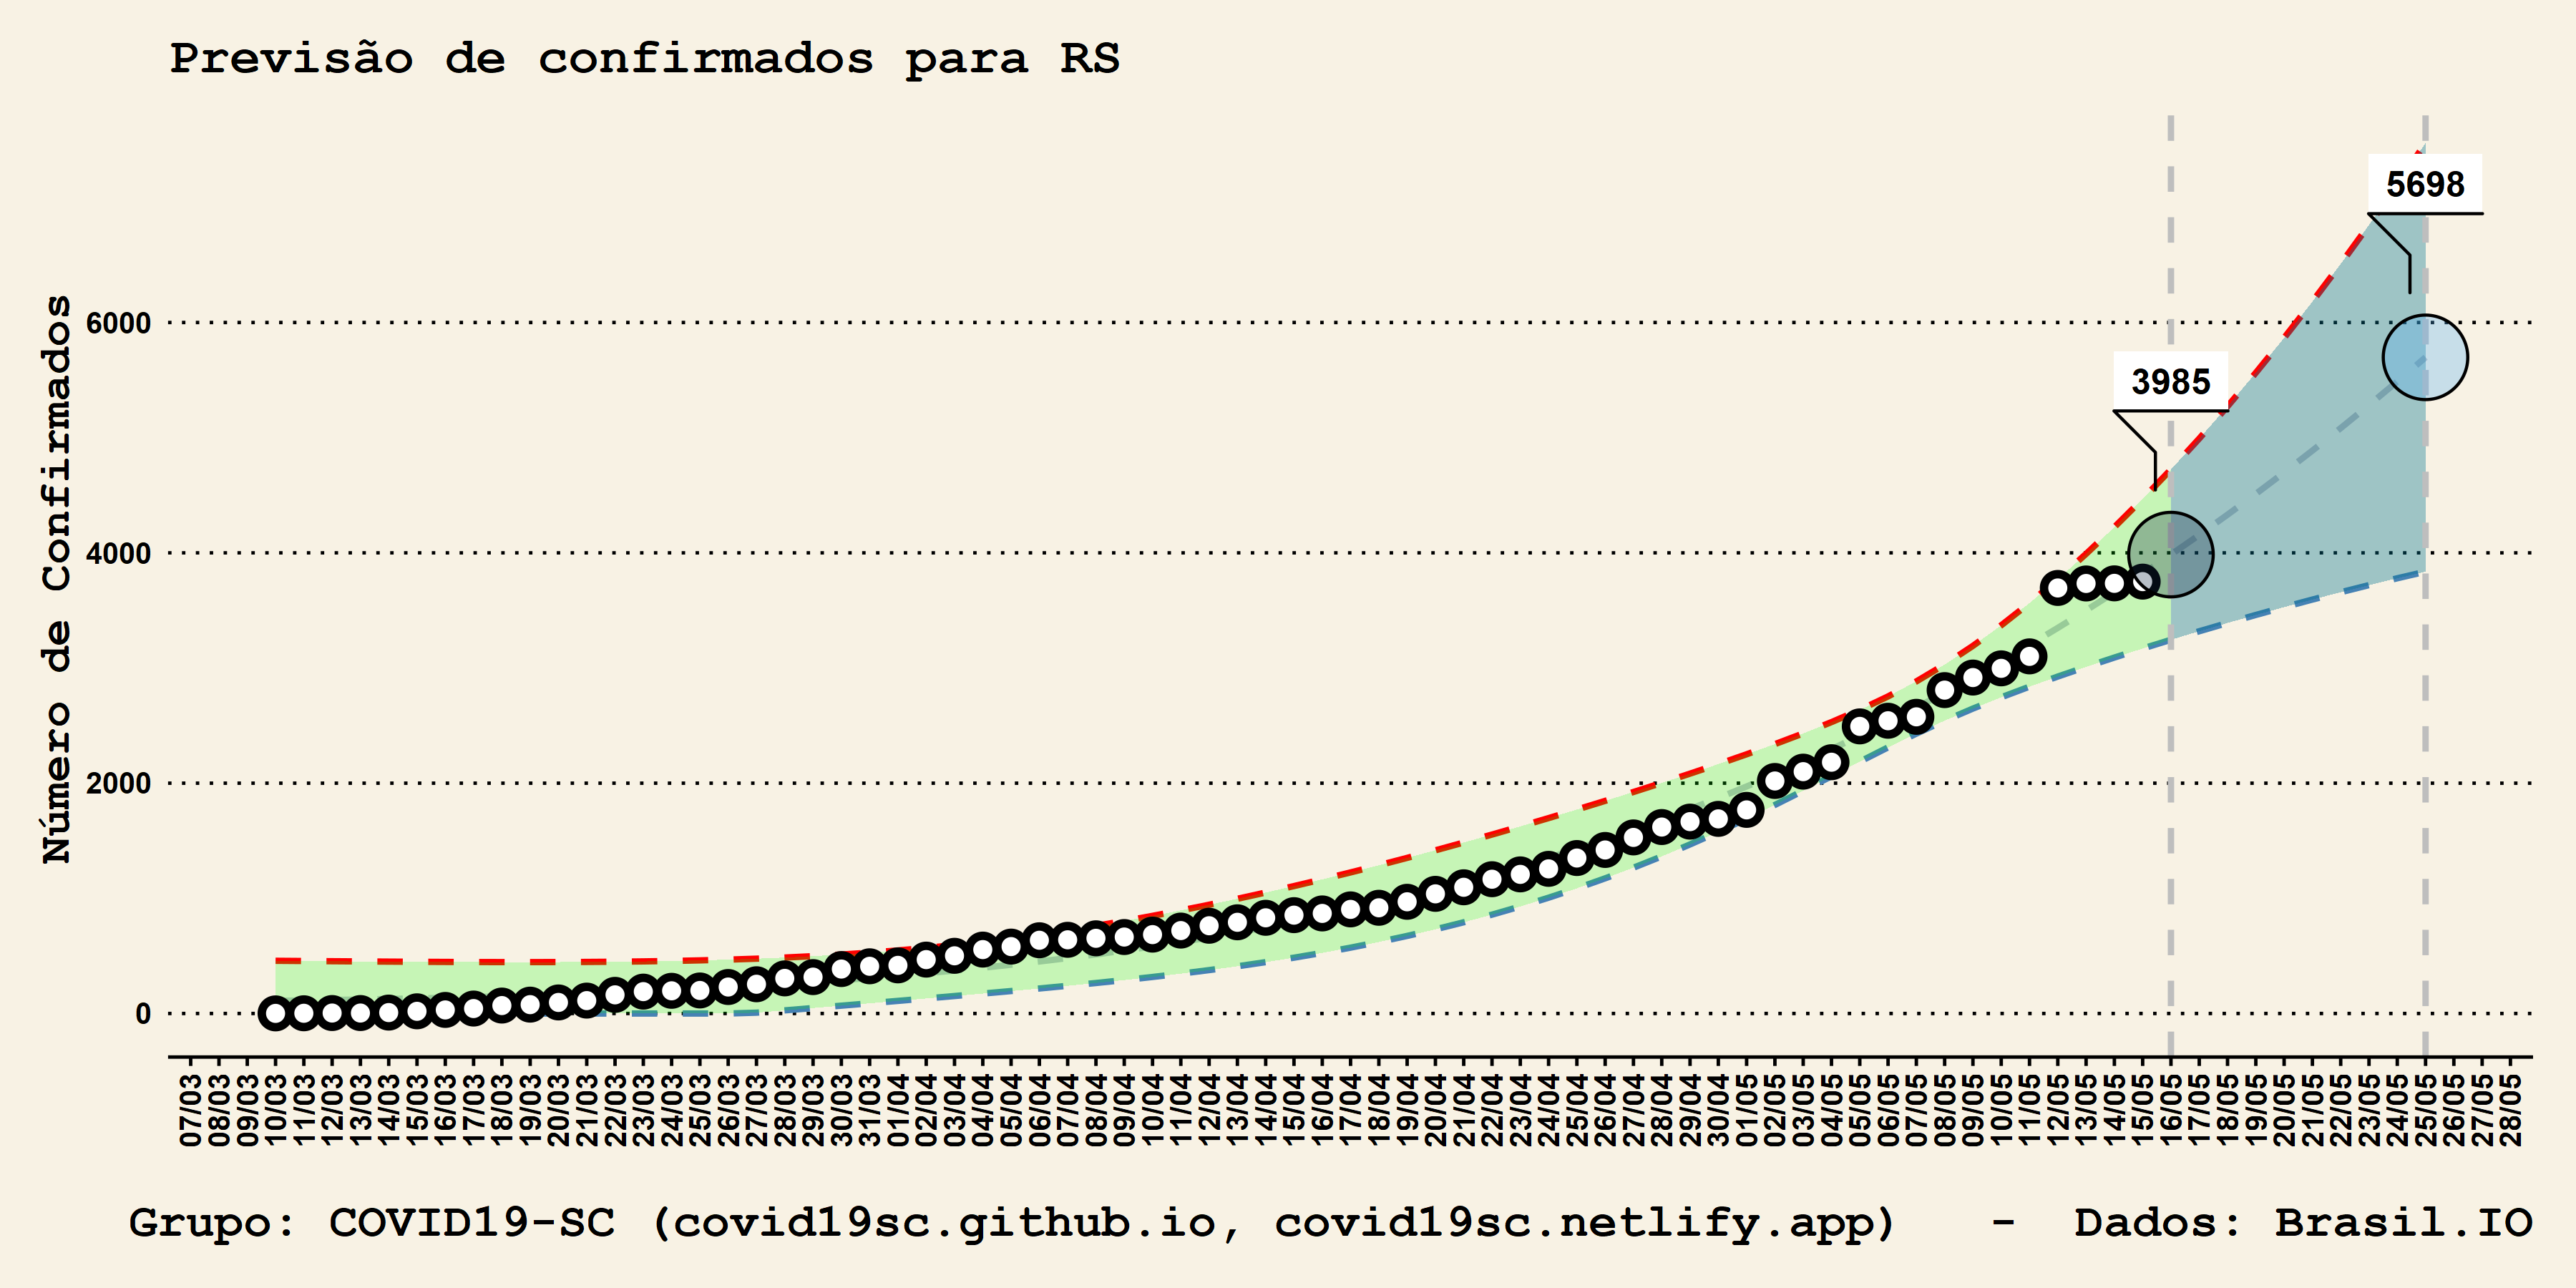 Previsão de confirmados para RS
5698
3985
Número de Confirmados
6000
4000
2000
0
07/03 08/03 09/03 10/03 11/03 12/03 13/03 14/03 15/03 16/03 17/03 18/03 19/03 20/03 21/03 22/03 23/03 24/03 25/03 26/03 27/03 28/03 29/03 30/03 31/03 01/04 02/04 03/04 04/04 05/04 06/04 07/04 08/04 09/04 10/04 11/04 12/04 13/04 14/04 15/04 16/04 17/04 18/04 19/04 20/04 21/04 22/04 23/04 24/04 25/04 26/04 27/04 28/04 29/04 30/04 01/05 02/05 03/05 04/05 05/05 06/05 07/05 08/05 09/05 10/05 11/05 12/05 13/05 14/05 15/05 16/05 17/05 18/05 19/05 20/05 21/05 22/05 23/05 24/05 25/05 26/05 27/05 28/05
Grupo: COVID19-SC (covid19sc.github.io, covid19sc.netlify.app) - Dados: Brasil.IO